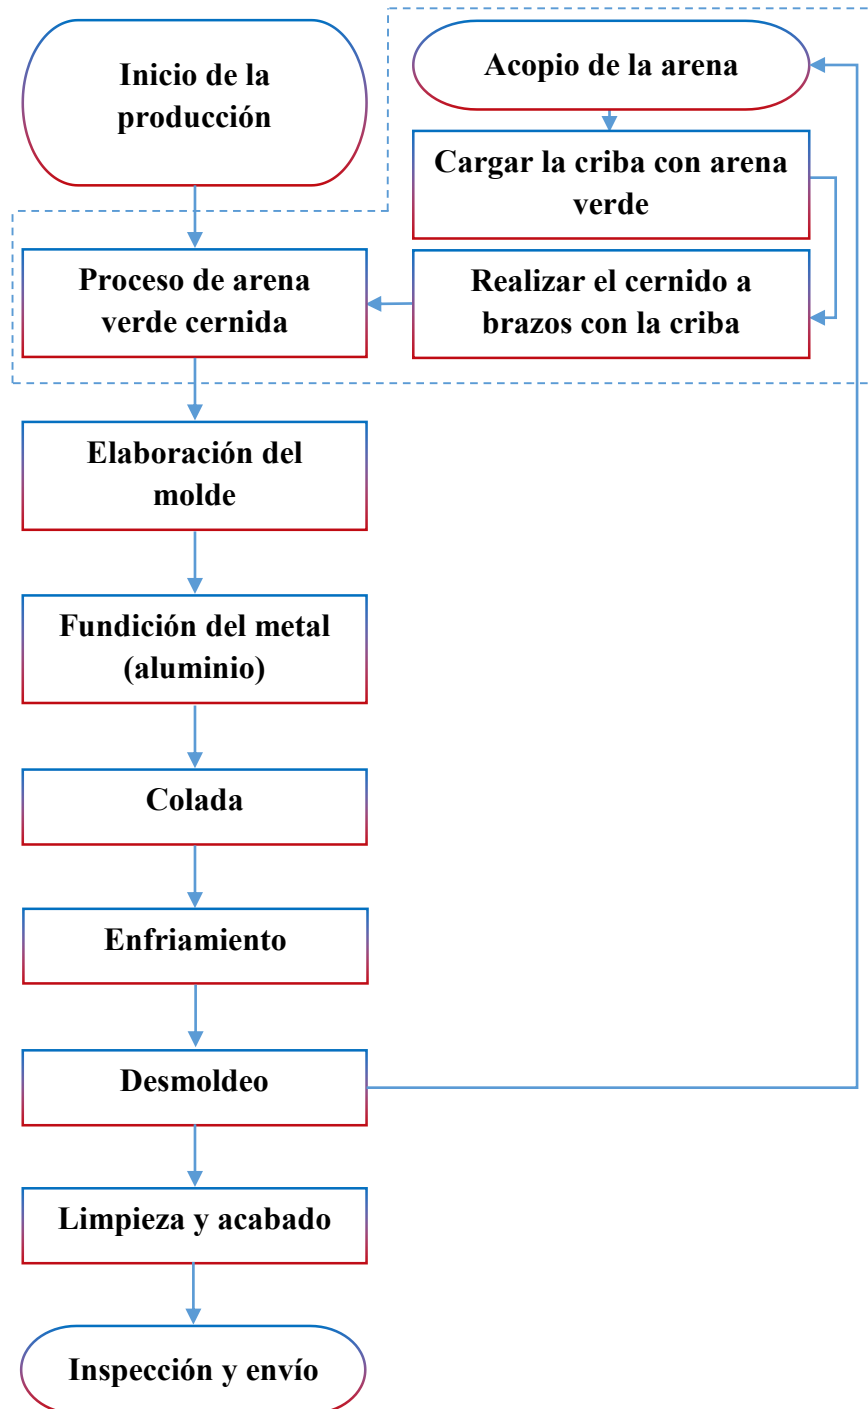 Inicio de la
producción
Acopio de la arena
Cargar la criba con arena
verde
Realizar el cernido a
brazos con la criba
Proceso de arena
verde cernida
Elaboración del
molde
Fundición del metal
(aluminio)
Colada
Enfriamiento
Desmoldeo
Limpieza y acabado
Inspección y envío